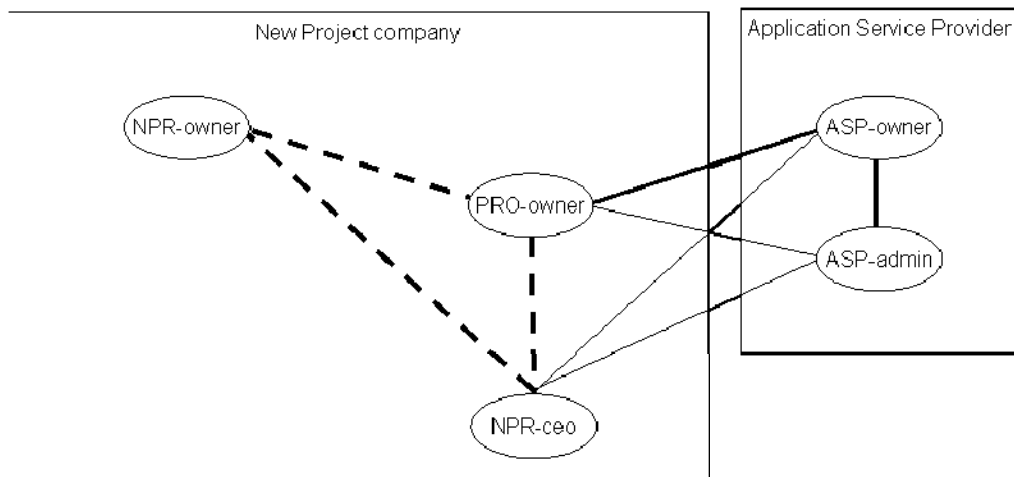 New Project company
Application Service Provider
NPR-owner
ASP-owner
PRO-owner
ASP-admin
NPR-ceo